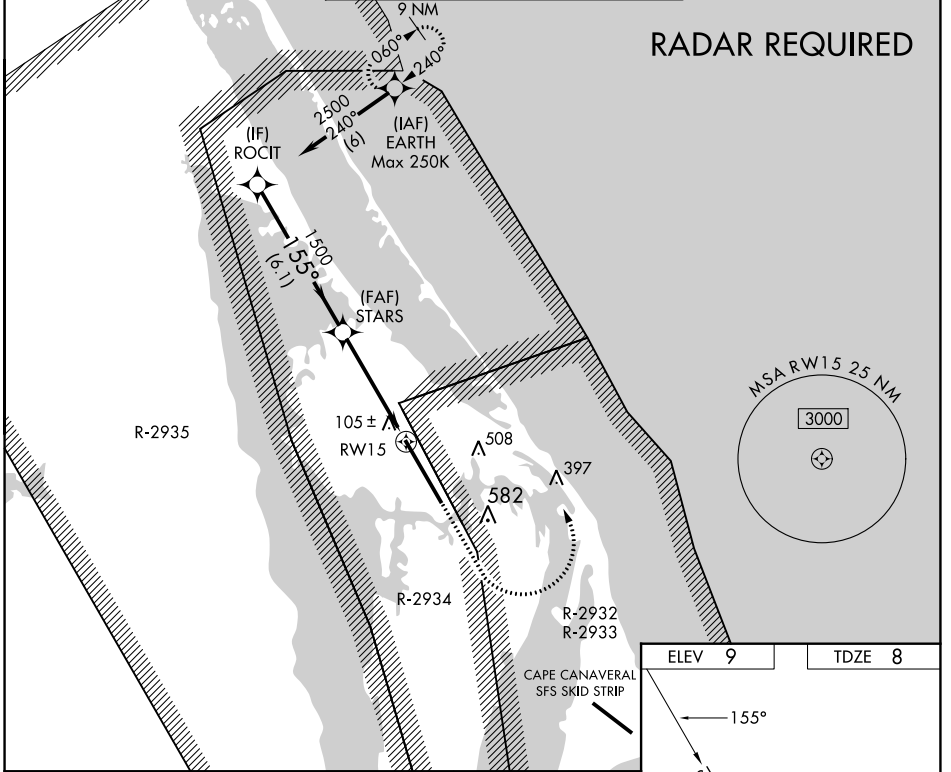 9 NM
RADAR REQUIRED
060°
240°
2500
240°
(6)
(IAF)
EARTH
Max 250K
(IF)
ROCIT
1500
155°
(6.1)
(FAF)
STARS
MSA RW15 25 NM
3000
105 ±
RW15
R-2935
508
397
582
R-2934
R-2932
R-2933
CAPE CANAVERAL
SFS SKID STRIP
ELEV 9
TDZE 8
155°